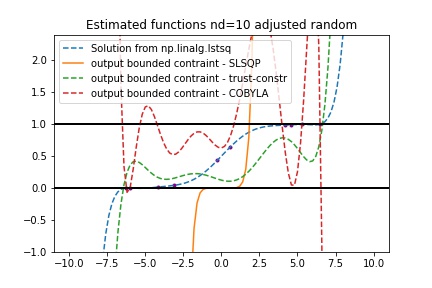 Estimated functions nd=10 adjusted random
Solution from np.linalg.lstsq
output bounded contraint - SLSQP
output bounded contraint - trust-constr
output bounded contraint - COBYLA
2.0
1.5
1.0
0.5
0.0
−0.5
−1.0
−10.0 −7.5 −5.0 −2.5 0.0 2.5 5.0 7.5 10.0